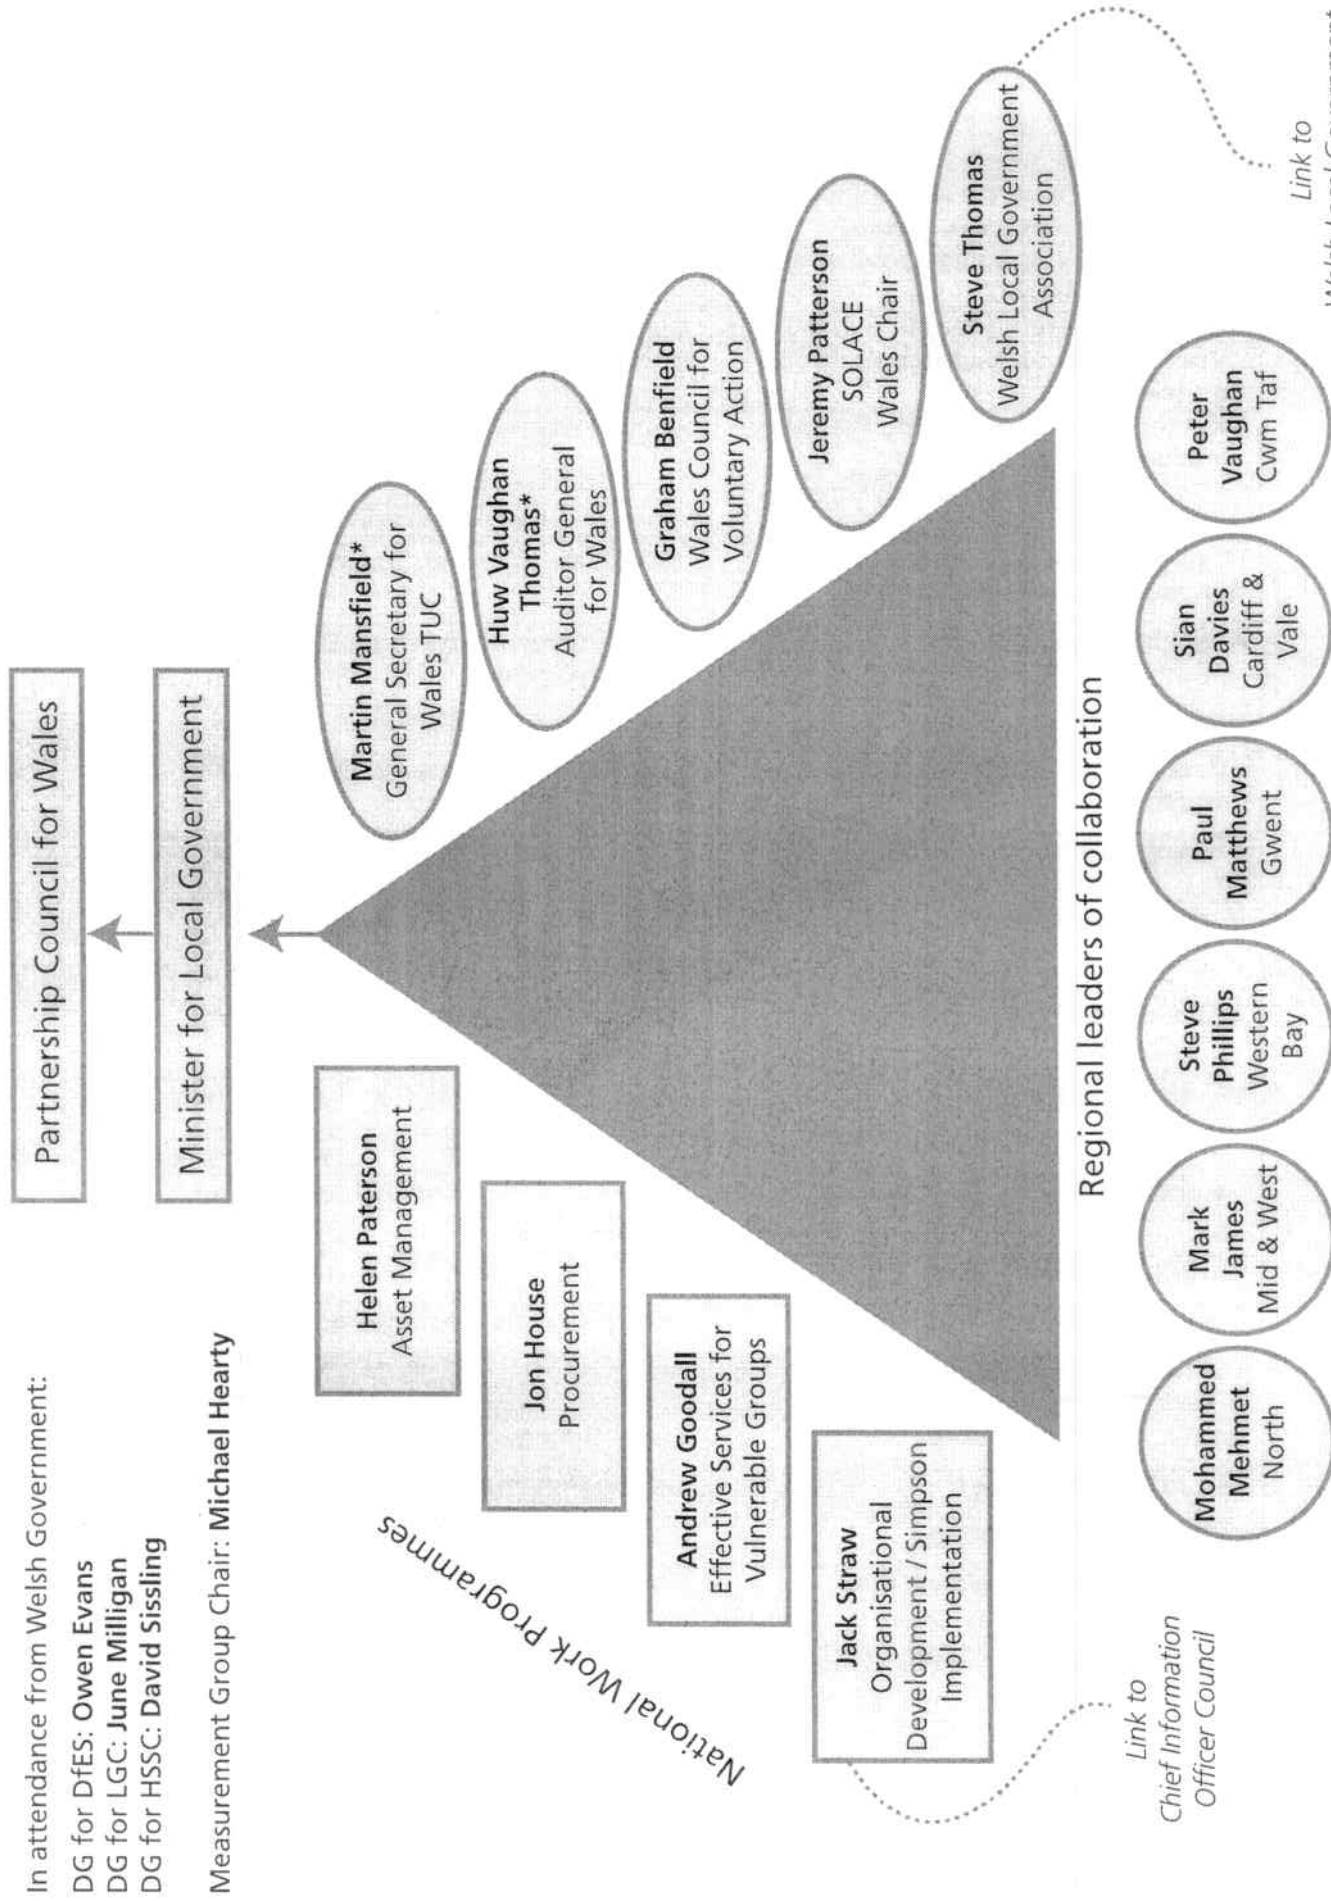 In attendance from Welsh Government:
DG for DfES: Owen Evans
DG for LGC: June Milligan
DG for HSSC: David Sissling
Measurement Group Chair: Michael Hearty
Partnership Council for Wales
Minister for Local Government
National Work Programmes
Helen Paterson
Asset Management
Jon House
Procurement
Andrew Goodall
Effective Services for
Vulnerable Groups
Jack Straw
Organisational
Development / Simpson
Implementation
Link to
Chief Information
Officer Council
Martin Mansfield*
General Secretary for
Wales TUC
Huw Vaughan
Thomas*
Auditor General
for Wales
Graham Benfield
Wales Council for
Voluntary Action
Jeremy Patterson
SOLACE
Wales Chair
Steve Thomas
Welsh Local Government
Association
Link to
Welsh Local Government
Regional leaders of collaboration
Mohammed
Mehmet
North
Mark
James
Mid & West
Steve
Phillips
Western
Bay
Paul
Matthews
Gwent
Sian
Davies
Cardiff &
Vale
Peter
Vaughan
Cwm Taf